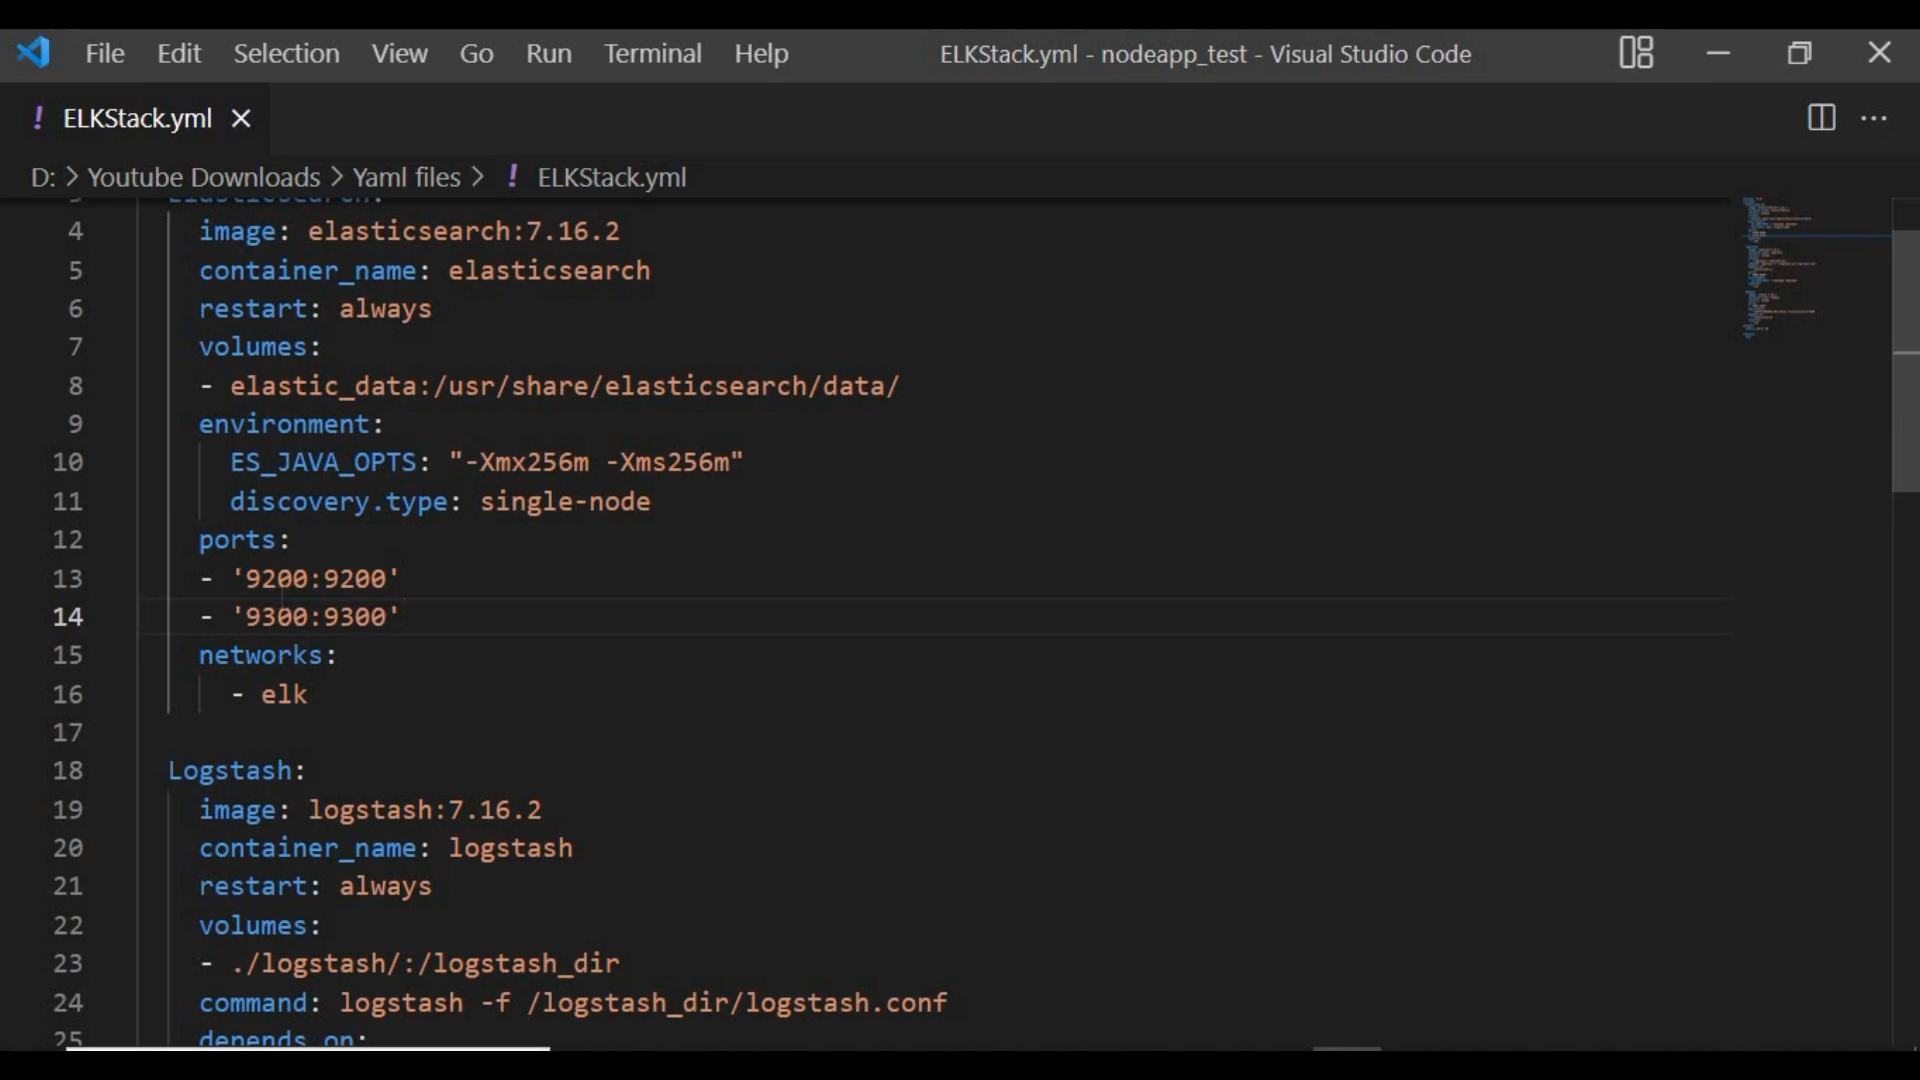 File Edit Selection View Go Run Terminal Help ELKStack.yml - nodeapp_test - Visual Studio Code
! ELKStack.yml
D: > Youtube Downloads > Yaml files > ! ELKStack.yml
4 image: elasticsearch:7.16.2
5 container_name: elasticsearch
6 restart: always
7 volumes:
8 - elastic_data:/usr/share/elasticsearch/data/
9 environment:
10 ES_JAVA_OPTS: "-Xmx256m -Xms256m"
11 discovery.type: single-node
12 ports:
13 - '9200:9200'
14 - '9300:9300'
15 networks:
16 - elk
17
18 Logstash:
19 image: logstash:7.16.2
20 container_name: logstash
21 restart: always
22 volumes:
23 - ./logstash/:/logstash_dir
24 command: logstash -f /logstash_dir/logstash.conf
25 depends_on: